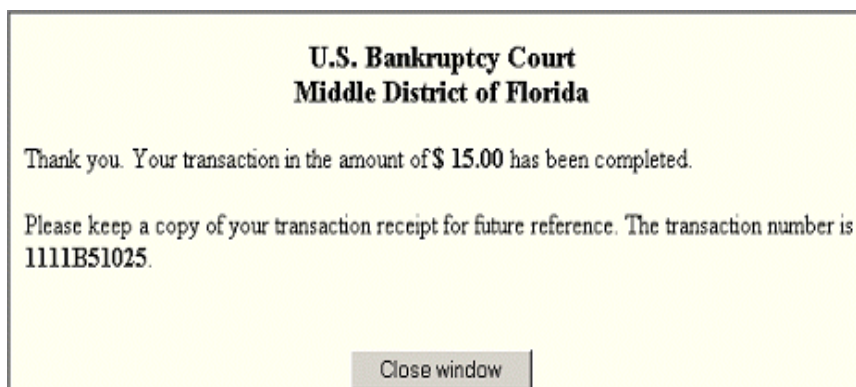 U.S. Bankruptcy Court
Middle District of Florida
Thank you. Your transaction in the amount of $ 15.00 has been completed.
Please keep a copy of your transaction receipt for future reference. The transaction number is
1111B51025.
Close window